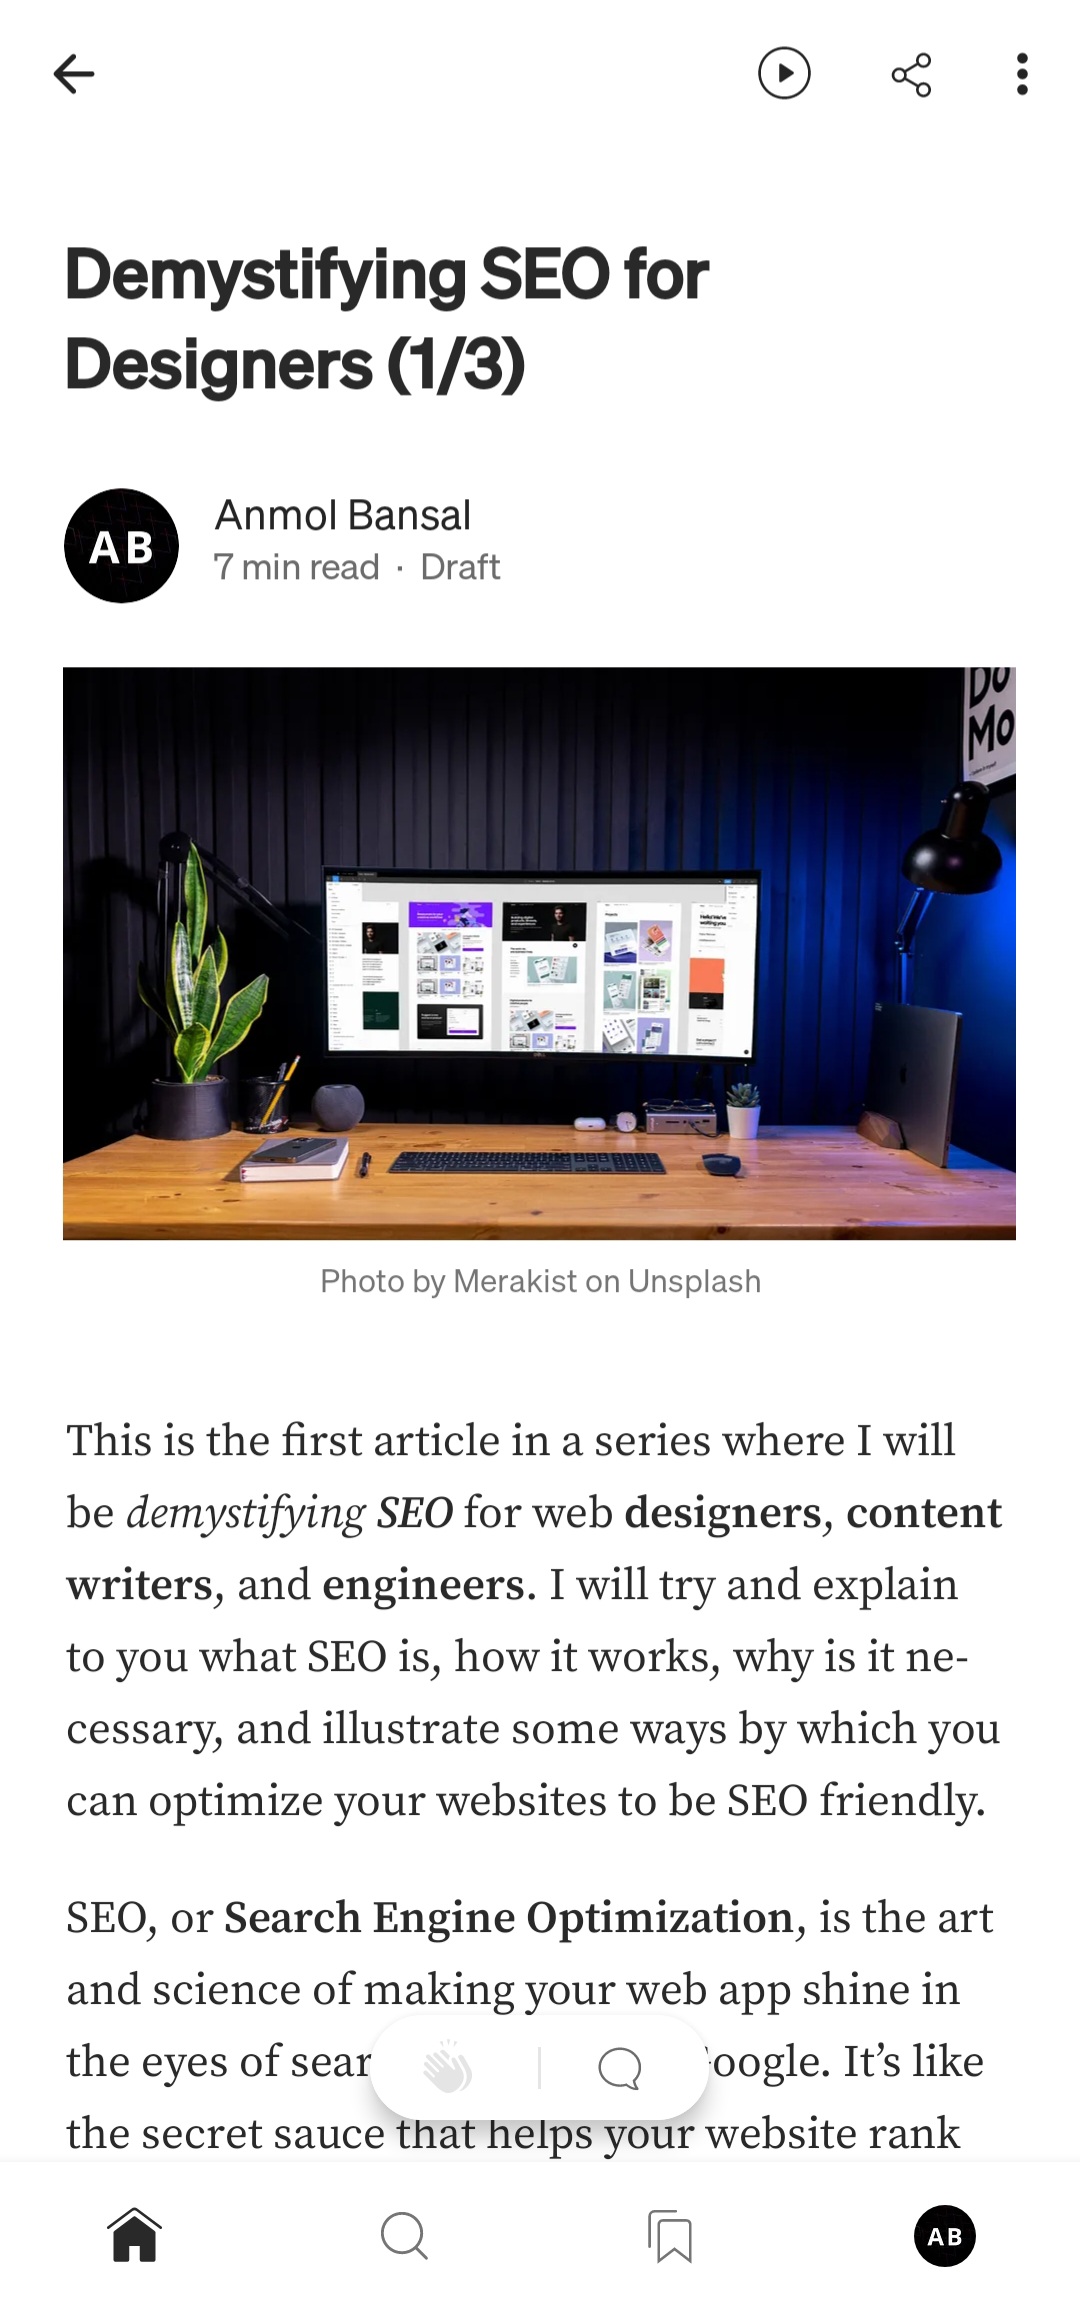 Demystifying SEO for
Designers (1/3)
AB
Anmol Bansal
7 min read · Draft
Do
Mo
Photo by Merakist on Unsplash
This is the first article in a series where I will
be demystifying SEO for web designers, content
writers, and engineers. I will try and explain
to you what SEO is, how it works, why is it ne-
cessary, and illustrate some ways by which you
can optimize your websites to be SEO friendly.
SEO, or Search Engine Optimization, is the art
and science of making your web app shine in
the eyes of sear oogle. It’s like
the secret sauce that helps your website rank
AB